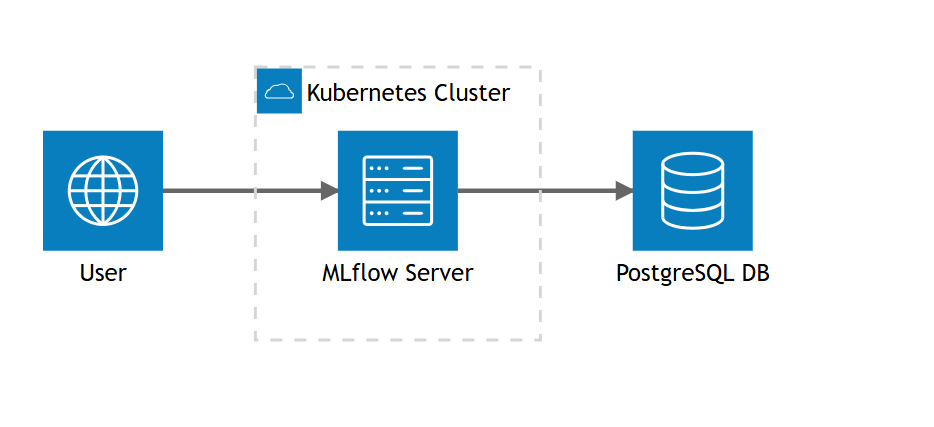 Kubernetes Cluster
User
MLflow Server
PostgreSQL DB